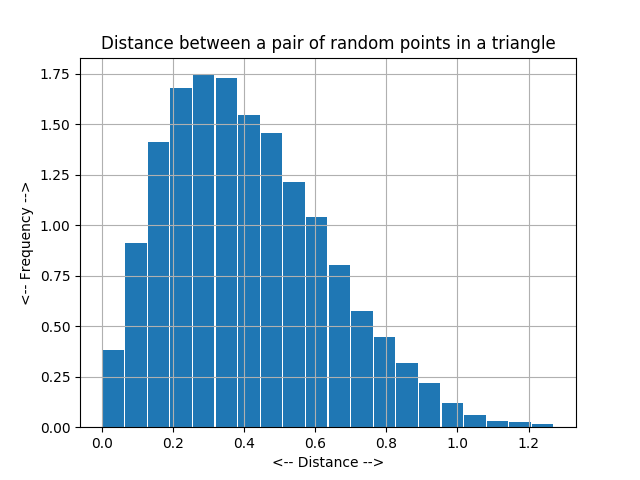 Distance between a pair of random points in a triangle
<-- Frequency -->
1.75
1.50
1.25
1.00
0.75
0.50
0.25
0.00
0.0 0.2 0.4 0.6 0.8 1.0 1.2
<-- Distance -->